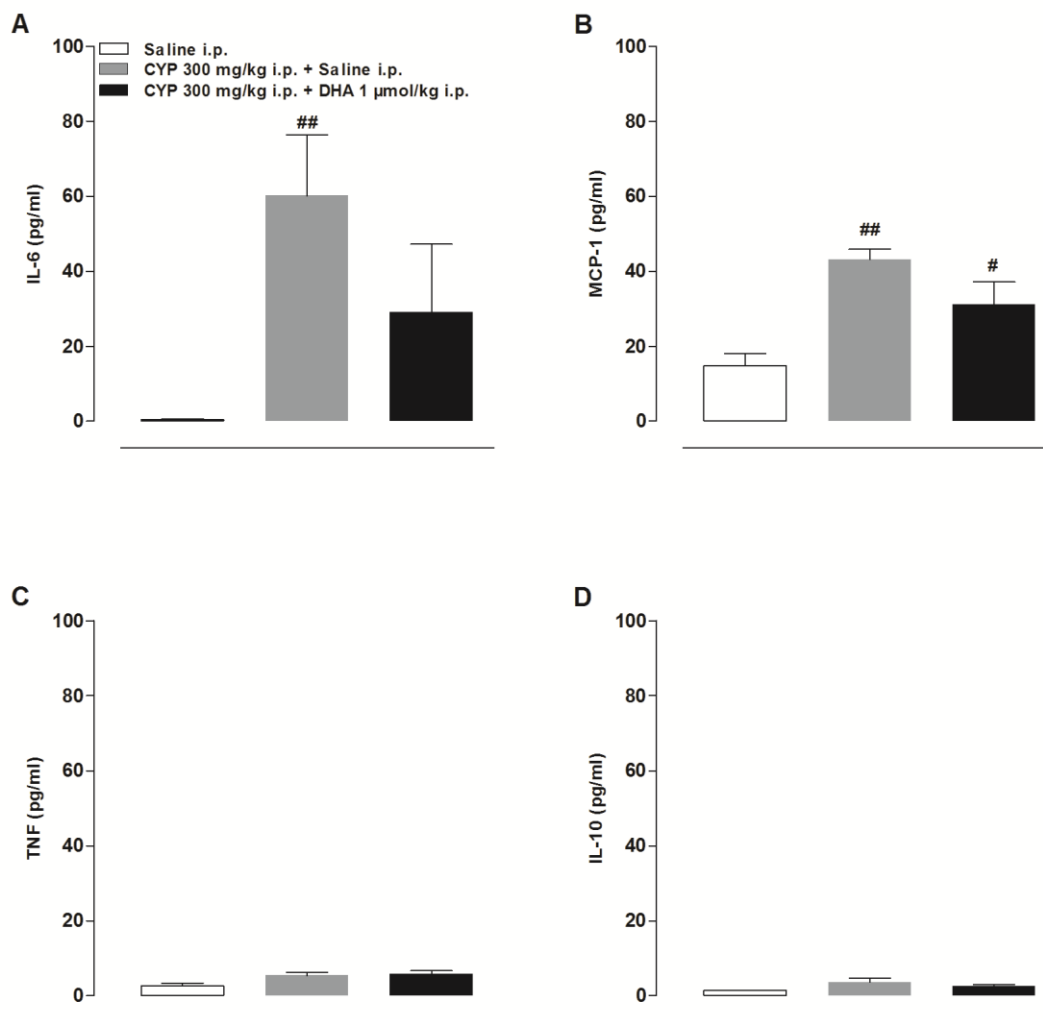 A
Saline i.p.
CYP 300 mg/kg i.p. + Saline i.p.
CYP 300 mg/kg i.p. + DHA 1 µmol/kg i.p.
100
80
60
40
20
0
IL-6 (pg/ml)
##
B
100
80
60
40
20
0
MCP-1 (pg/ml)
##
#
C
100
80
60
40
20
0
TNF (pg/ml)
D
100
80
60
40
20
0
IL-10 (pg/ml)